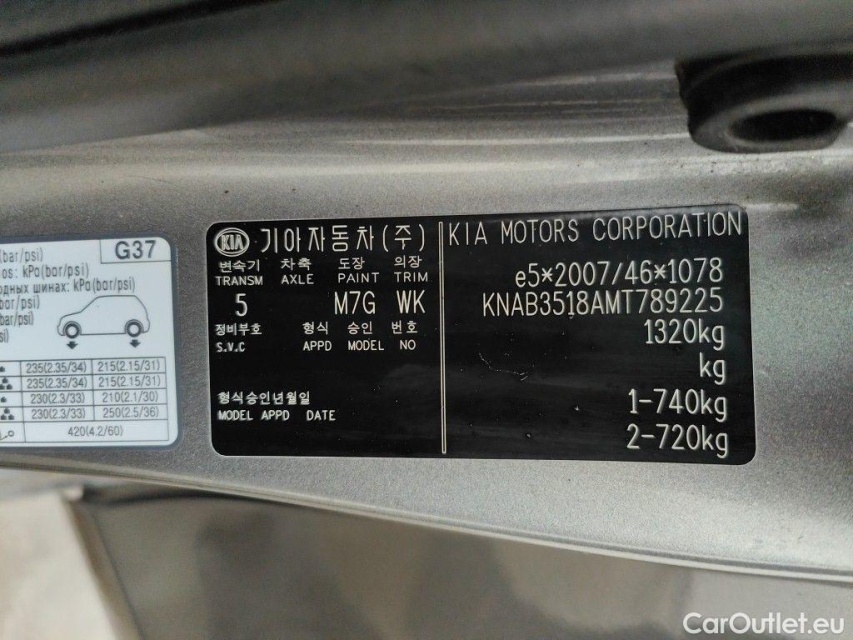 (bar/psi)
G37
os: kPo(bor/psi)
одных шинах: kPo(bor/psi)
235(2.35/34) 215(2.15/31)
235(2.35/34) 215(2.15/31)
230(2.3/33) 210(2.1/30)
230(2.3/33) 250(2.5/36)
420(4.2/60)
KIA 기아자동차(주)
변속기 차축 도장 의장
TRANSM AXLE PAINT TRIM
5 M7G WK
정비부호 형식 승인 번호
S.V.C APPD MODEL NO
형식승인년월일
MODEL APPD DATE
KIA MOTORS CORPORATION
e5*2007/46*1078
KNAB3518AMT789225
1320kg
kg
1-740kg
2-720kg
CarOutlet.eu